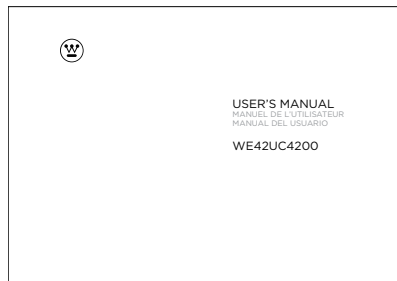 USER'S MANUAL
MANUEL DE L'UTILISATEUR
MANUAL DEL USUARIO
WE42UC4200